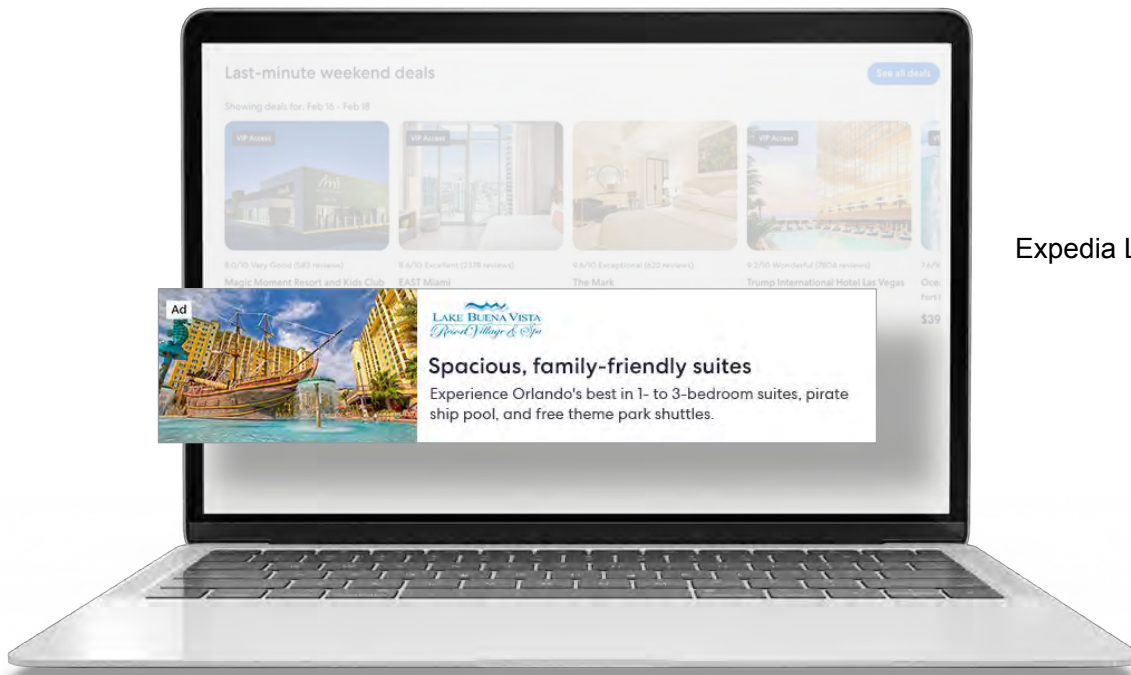 Last-minute weekend deals
See all deals
Showing deals for: Feb 16 - Feb 18
VIP Access
VIP Access
VIP Access
8.0/10 Very Good (583 reviews)
8.6/10 Excellent (2378 reviews)
9.6/10 Exceptional (623 reviews)
9.2/10 Wonderful (7804 reviews)
Magic Moment Resort and Kids Club
EAST Miami
The Mark
Trump International Hotel Las Vegas
$39
Expedia L
Ad
LAKE BUENA VISTA
Resort Village & Spa
Spacious, family-friendly suites
Experience Orlando's best in 1- to 3-bedroom suites, pirate
ship pool, and free theme park shuttles.